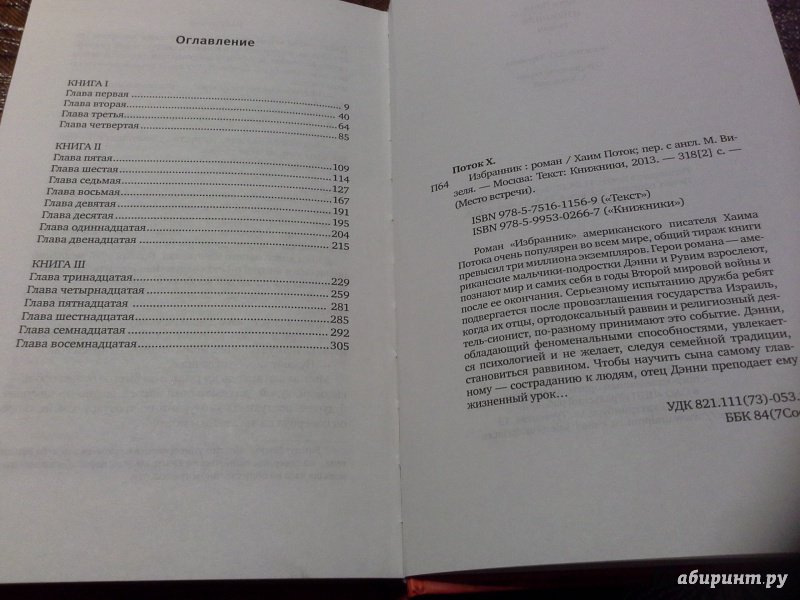 Оглавление
КНИГА I
Глава первая 9
Глава вторая 40
Глава третья 64
Глава четвертая 85
КНИГА II
Глава пятая 109
Глава шестая 114
Глава седьмая 127
Глава восьмая 167
Глава девятая 191
Глава десятая 195
Глава одиннадцатая 204
Глава двенадцатая 215
КНИГА III
Глава тринадцатая 229
Глава четырнадцатая 259
Глава пятнадцатая 281
Глава шестнадцатая 285
Глава семнадцатая 292
Глава восемнадцатая 305
Поток Х.
П64 Избранник : роман / Хаим Поток; пер. с англ. М. Ви-
зеля. — Москва: Текст: Книжники, 2013. — 318[2] с. —
(Место встречи).
ISBN 978-5-7516-1156-9 («Текст»)
ISBN 978-5-9953-0266-7 («Книжники»)
Роман «Избранник» американского писателя Хаима
Потока очень популярен во всем мире, общий тираж книги
превысил три миллиона экземпляров. Герои романа — аме-
риканские мальчики-подростки Дэнни и Рувим взрослеют,
познают мир и самих себя в годы Второй мировой войны и
после ее окончания. Серьезному испытанию дружба ребят
подвергается после провозглашения государства Израиль,
когда их отцы, ортодоксальный раввин и религиозный дея-
тель-сионист, по-разному принимают это событие. Дэнни,
обладающий феноменальными способностями, увлекает-
ся психологией и не желает, следуя семейной традиции,
становиться раввином. Чтобы научить сына самому глав-
ному — состраданию к людям, отец Дэнни преподает ему
жизненный урок...
УДК 821.111(73)-053.
ББК 84(7Сое
абиринт.ру